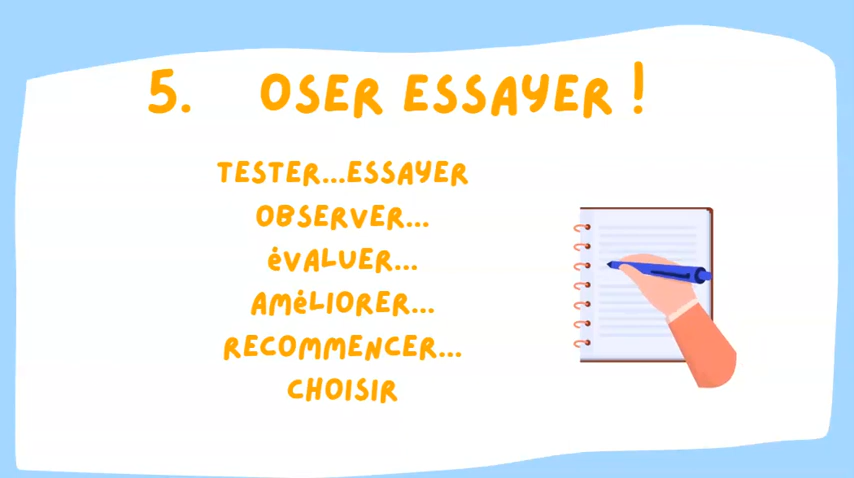 5. OSER ESSAYER !
TESTER...ESSAYER
OBSERVER...
éVALUER...
AMéLIORER...
RECOMMENCER...
CHOISIR